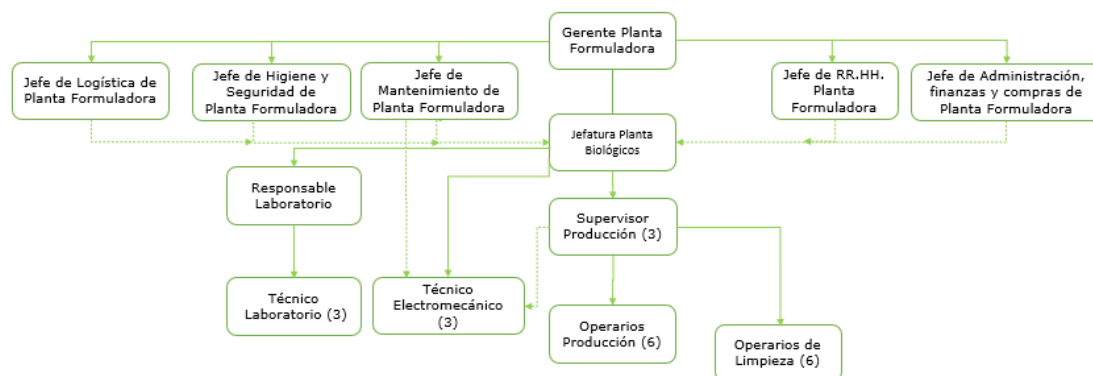 Gerente Planta
Formuladora
Jefe de Logística de
Planta Formuladora
Jefe de Higiene y
Seguridad de
Planta Formuladora
Jefe de
Mantenimiento de
Planta Formuladora
Jefe de RR.HH.
Planta
Formuladora
Jefe de Administración,
finanzas y compras de
Planta Formuladora
Jefatura Planta
Biológicos
Responsable
Laboratorio
Supervisor
Producción (3)
Técnico
Laboratorio (3)
Técnico
Electromecánico
(3)
Operarios
Producción (6)
Operarios de
Limpieza (6)